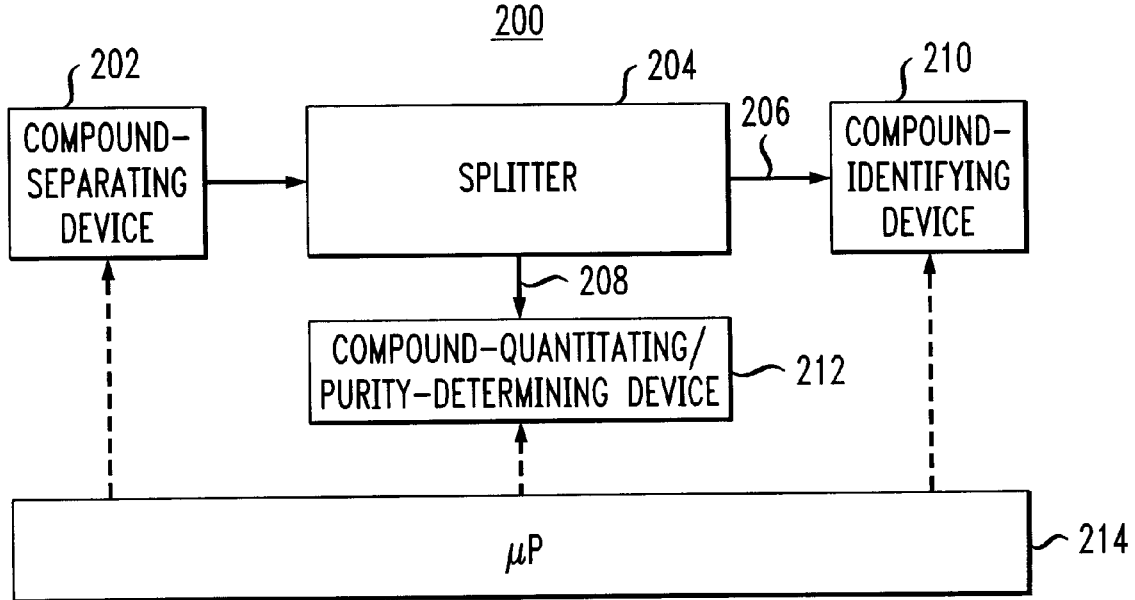 200
202
204
210
COMPOUND-
SEPARATING
DEVICE
SPLITTER
206
COMPOUND-
IDENTIFYING
DEVICE
208
COMPOUND-QUANTITATING/
PURITY-DETERMINING DEVICE
212
μP
214